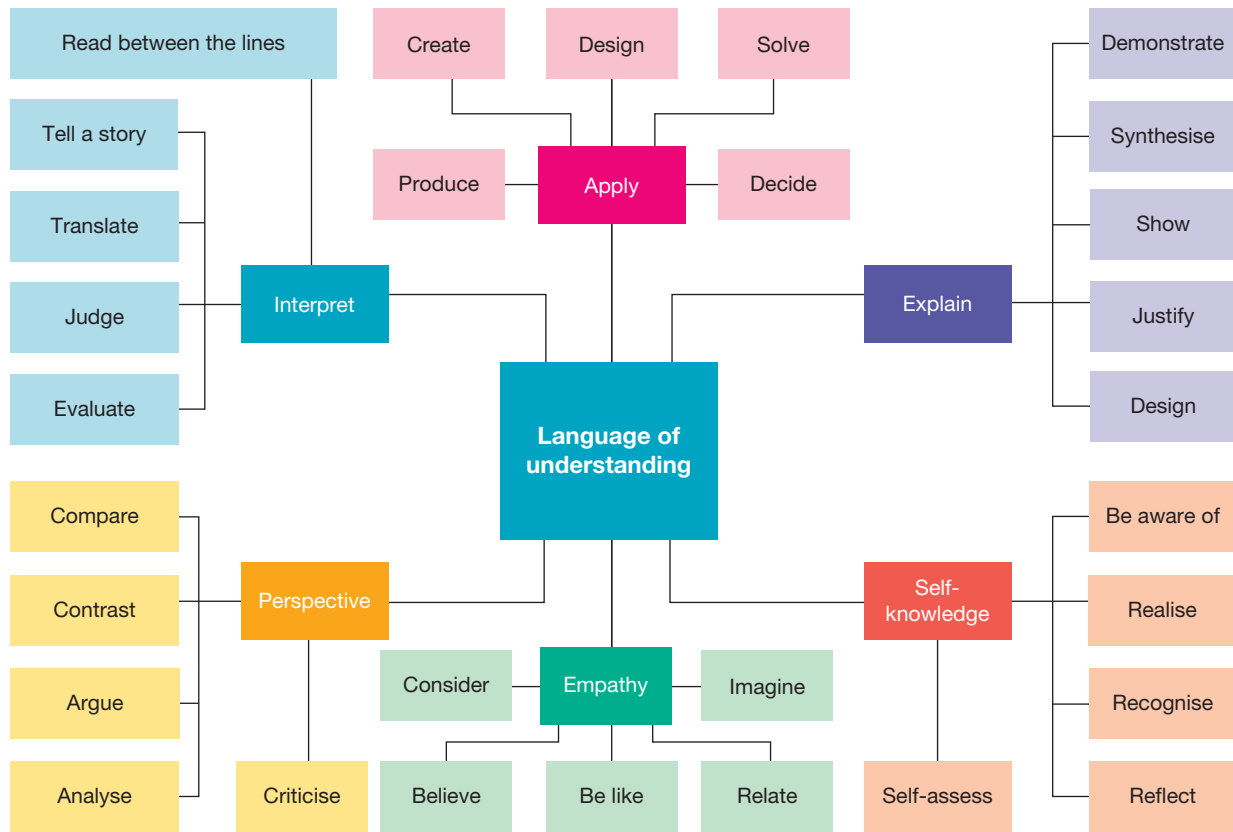 Read between the lines
Tell a story
Translate
Judge
Evaluate
Interpret
Create
Design
Solve
Produce
Apply
Decide
Demonstrate
Synthesise
Show
Justify
Design
Explain
Language of
understanding
Compare
Contrast
Argue
Analyse
Perspective
Criticise
Consider
Empathy
Imagine
Believe
Be like
Relate
Self-
knowledge
Self-assess
Be aware of
Realise
Recognise
Reflect